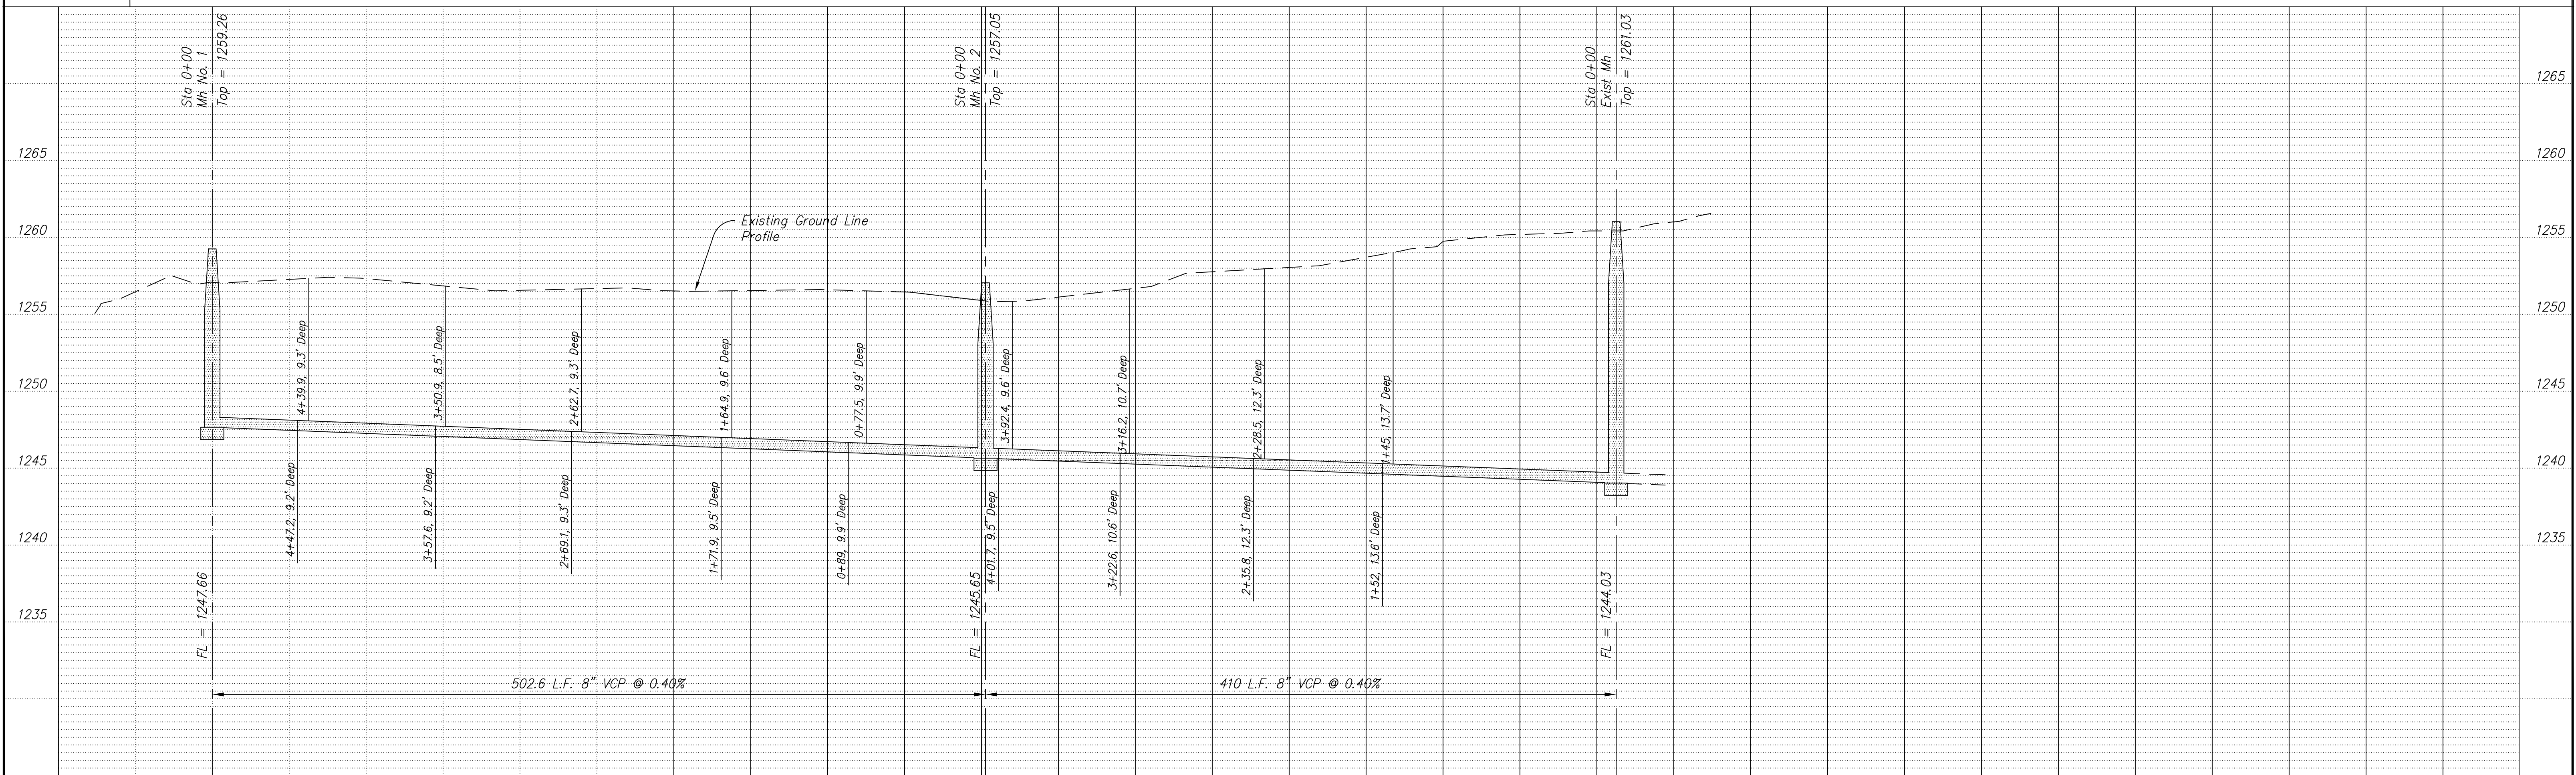 Sta 0+00
Mh No. 1
Top = 1259.26
Sta 0+00
Mh No. 2
Top = 1257.05
Sta 0+00
Exist Mh
Top = 1261.03
1265
1260
1255
1250
1245
1240
1235
1265
1260
1255
1250
1245
1240
1235
Existing Ground Line
Profile
4+39.9, 9.3' Deep
3+50.9, 8.5' Deep
2+62.7, 9.3' Deep
1+64.9, 9.6' Deep
0+77.5, 9.9' Deep
3+92.4, 9.6' Deep
3+16.2, 10.7' Deep
2+28.5, 12.3' Deep
1+45, 13.7' Deep
4+47.2, 9.2' Deep
3+57.6, 9.2' Deep
2+69.1, 9.3' Deep
1+71.9, 9.5' Deep
0+89, 9.9' Deep
4+01.7, 9.5' Deep
3+22.6, 10.6' Deep
2+35.8, 12.3' Deep
1+52, 13.6' Deep
FL = 1247.66
FL = 1245.65
FL = 1244.03
502.6 L.F. 8" VCP @ 0.40%
410 L.F. 8" VCP @ 0.40%